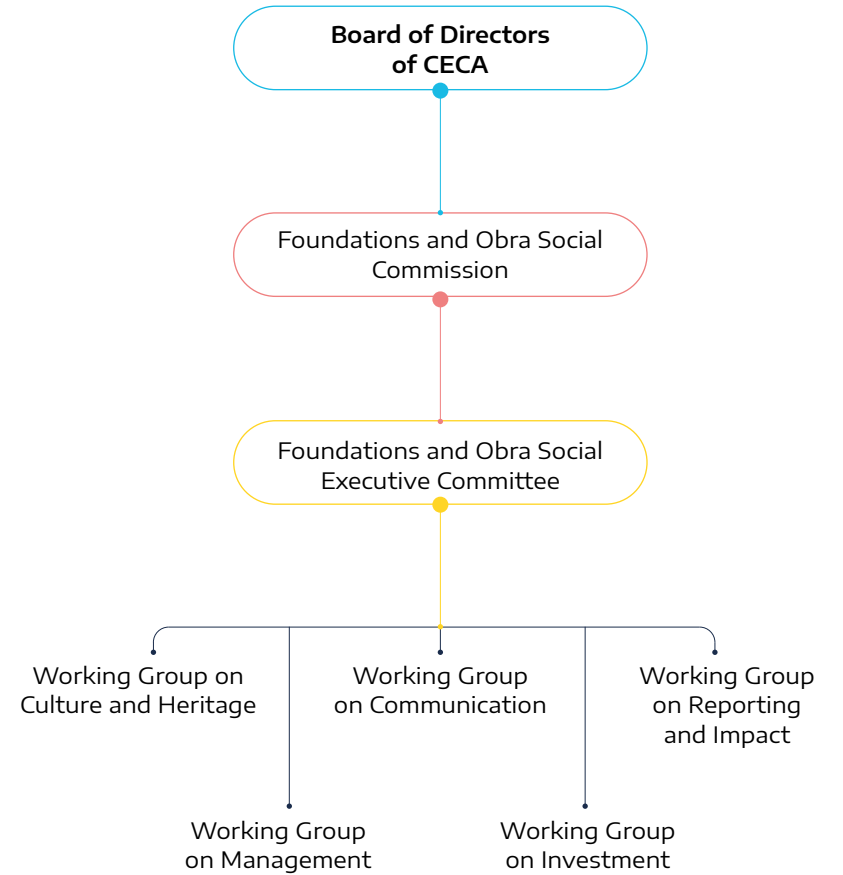 Board of Directors
of CECA
Foundations and Obra Social
Commission
Foundations and Obra Social
Executive Committee
Working Group on
Culture and Heritage
Working Group
on Communication
Working Group
on Reporting
and Impact
Working Group
on Management
Working Group
on Investment